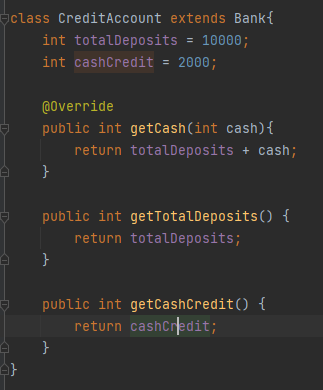 class CreditAccount extends Bank{
    int totalDeposits = 10000;
    int cashCredit = 2000;

    @Override
    public int getCash(int cash){
        return totalDeposits + cash;
    }

    public int getTotalDeposits() {
        return totalDeposits;
    }

    public int getCashCredit() {
        return cashCredit;
    }
}